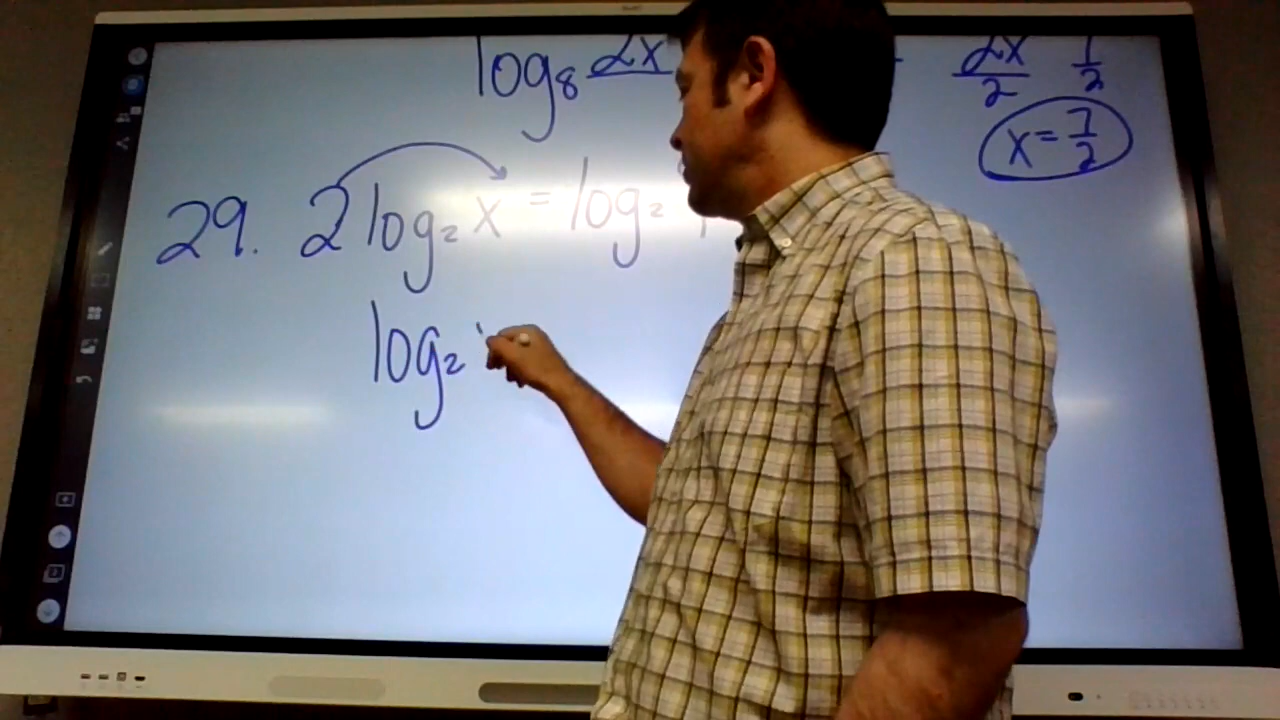 log₈ 2x 2x/2 1/2
x = 7/2
29. 2 log₂ x = log₂
log₂